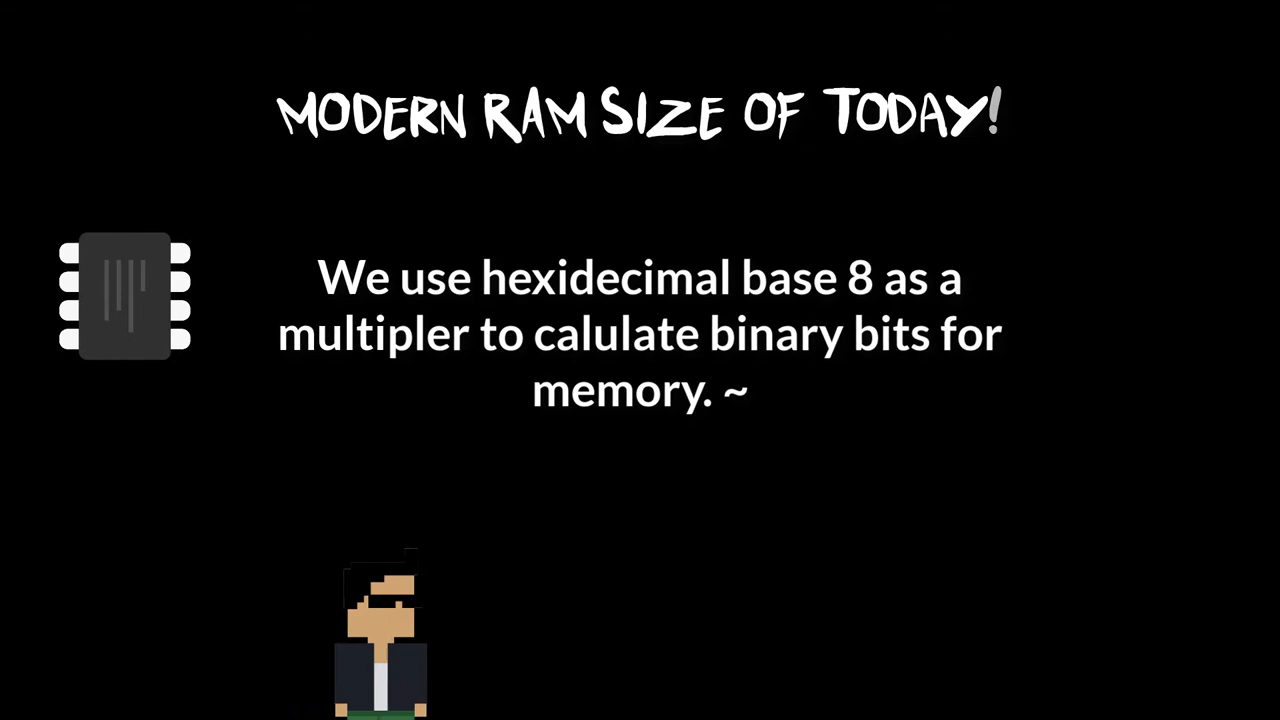 MODERN RAM SIZE OF TODAY!
We use hexidecimal base 8 as a
multipler to calulate binary bits for
memory. ~